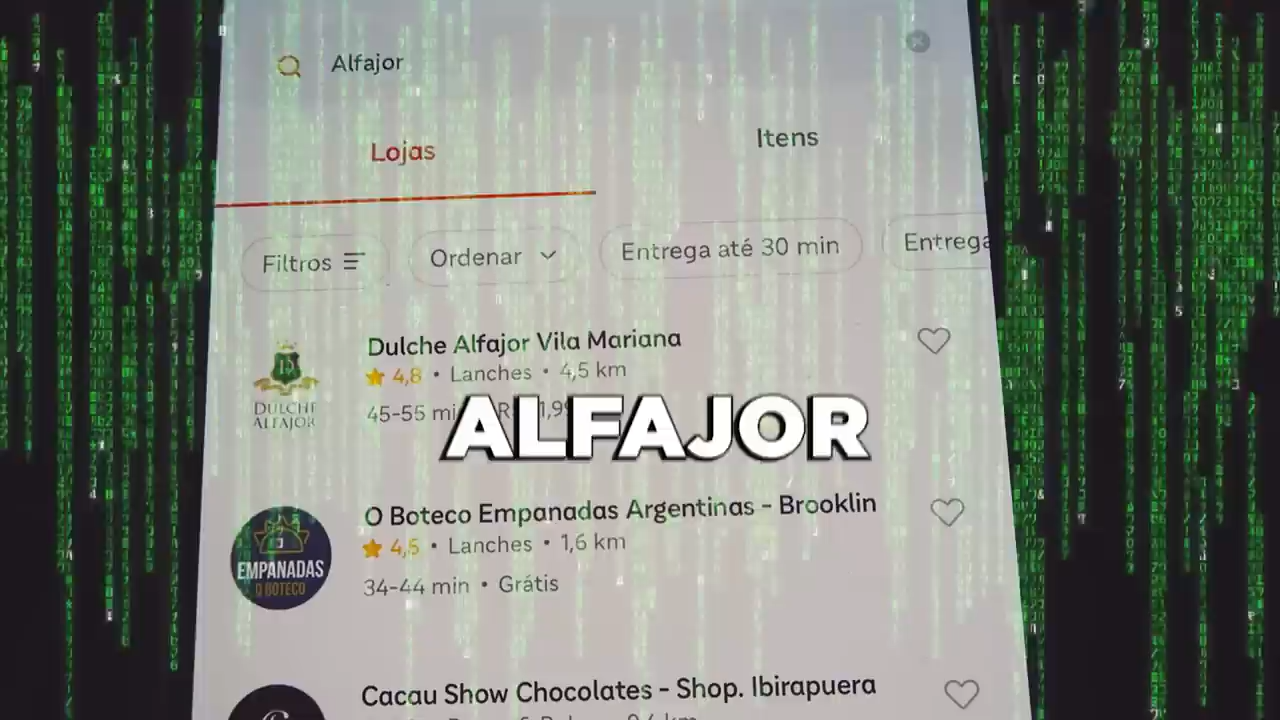 Alfajor
Lojas
Itens
Filtros
Ordenar
Entrega até 30 min
Entrega
Dulche Alfajor Vila Mariana
4,8 • Lanches • 4,5 km
DULCHE
ALFAJOR
45-55
ALFAJOR
O Boteco Empanadas Argentinas - Brooklin
4,5 • Lanches • 1,6 km
EMPANADAS
O BOTECO
34-44 min • Grátis
Cacau Show Chocolates - Shop. Ibirapuera